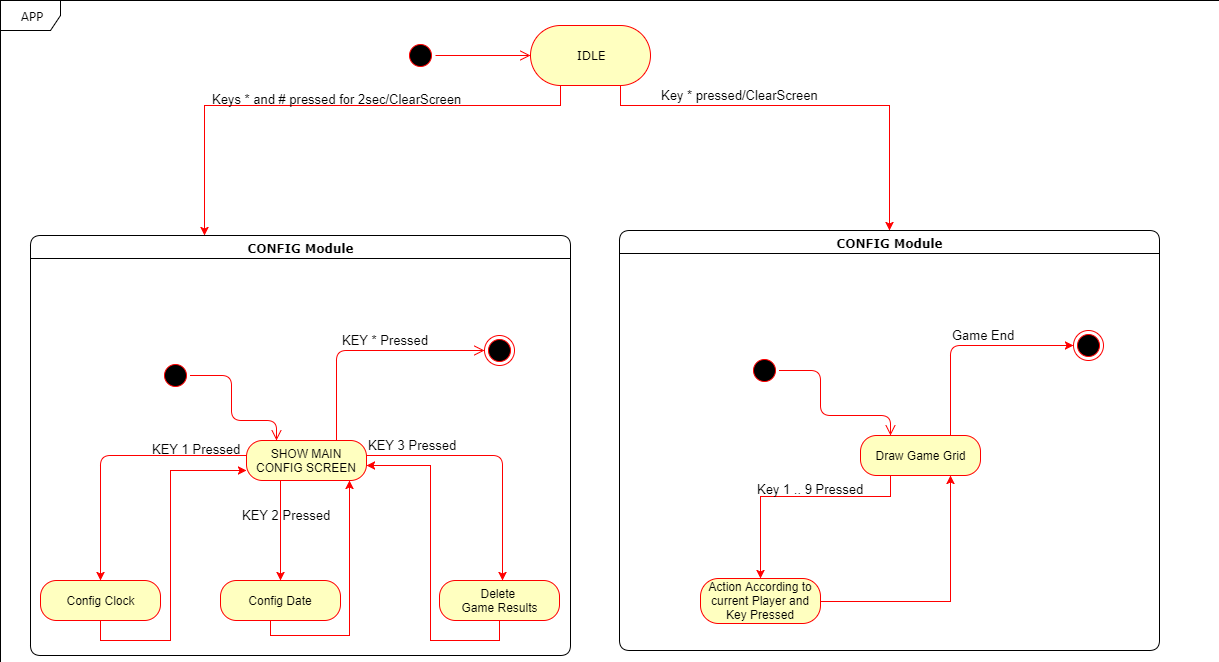 APP
IDLE
Keys * and # pressed for 2sec/ClearScreen
Key * pressed/ClearScreen
CONFIG Module
KEY * Pressed
KEY 1 Pressed
SHOW MAIN
CONFIG SCREEN
KEY 3 Pressed
KEY 2 Pressed
Config Clock
Config Date
Delete
Game Results
CONFIG Module
Game End
Draw Game Grid
Key 1 .. 9 Pressed
Action According to
current Player and
Key Pressed